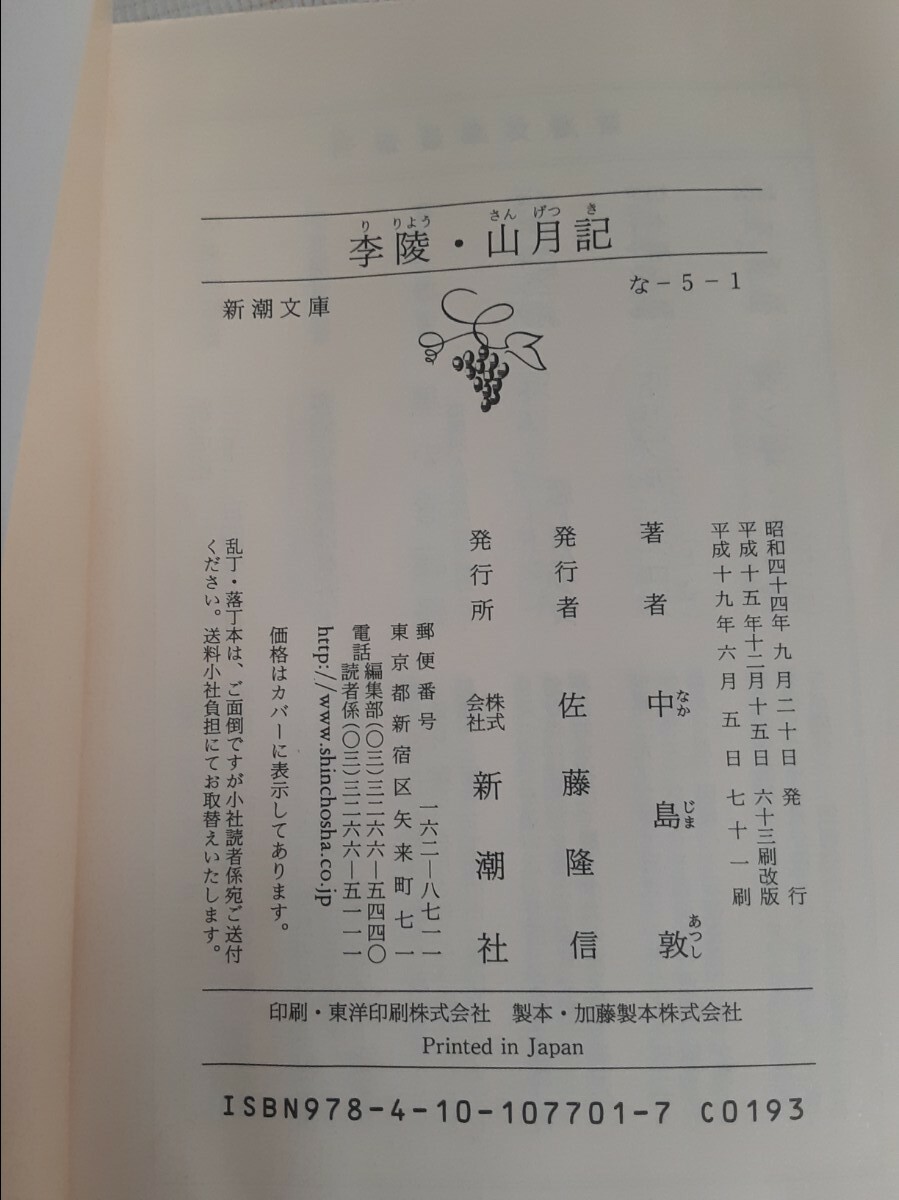 李陵・山月記
りりようさんげつき
新潮文庫
な-5-1
昭和四十四年九月二十日発行
平成十五年十二月十五日六十三刷改版
平成十九年六月五日七十一刷
著者 中島敦
なかじまあつし
発行者 佐藤隆信
発行所 株式会社新潮社
郵便番号 一六二―八七一一
東京都新宿区矢来町七一
電話編集部(〇三)三二六六―五四四〇
読者係(〇三)三二六六―五一一一
http://www.shinchosha.co.jp
価格はカバーに表示してあります。
乱丁・落丁本は、ご面倒ですが小社読者係宛ご送付
ください。送料小社負担にてお取替えいたします。
印刷・東洋印刷株式会社 製本・加藤製本株式会社
Printed in Japan
ISBN978-4-10-107701-7 C0193